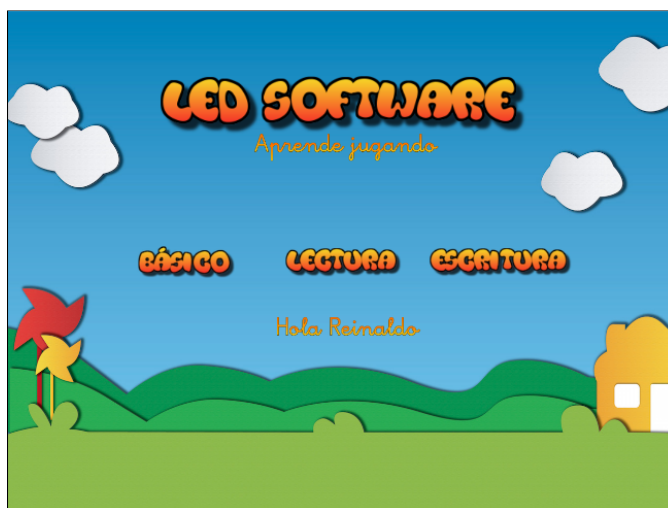 LED SOFTWARE
Aprende jugando
BÁSICO LECTURA ESCRITURA
Hola Reinaldo